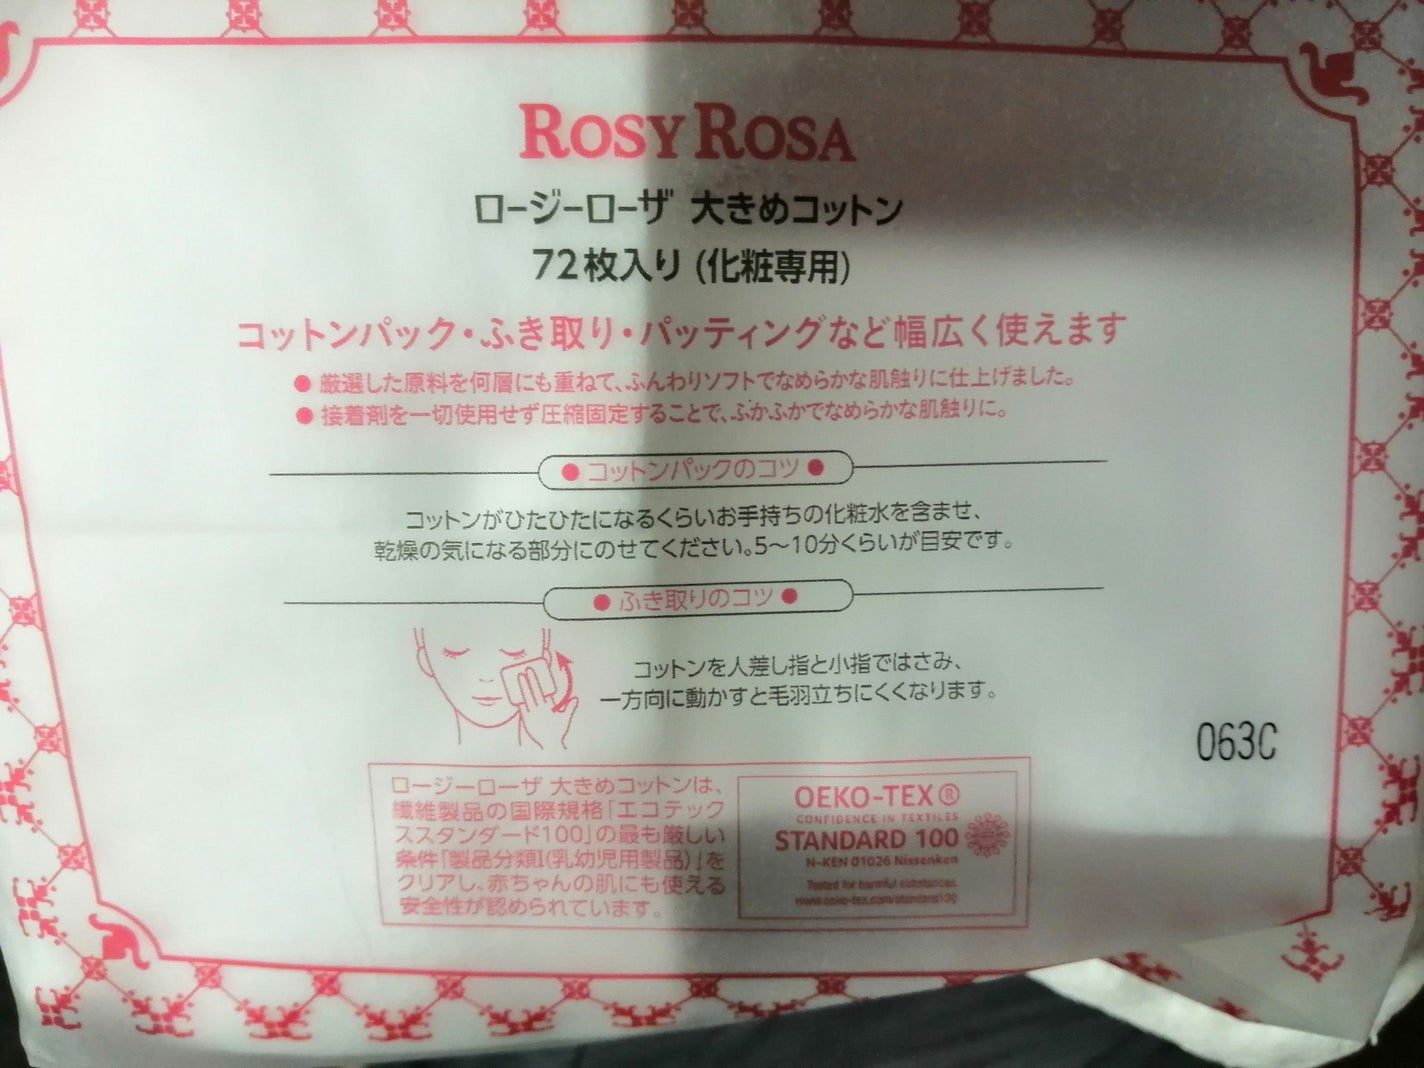 ROSY ROSA
ロージーローザ 大きめコットン
72枚入り (化粧専用)
コットンパック・ふき取り・パッティングなど幅広く使えます
● 厳選した原料を何層にも重ねて、ふんわりソフトでなめらかな肌触りに仕上げました。
● 接着剤を一切使用せず圧縮固定することで、ふかふかでなめらかな肌触りに。
● コットンパックのコツ ●
コットンがひたひたになるくらいお手持ちの化粧水を含ませ、
乾燥の気になる部分にのせてください。5〜10分くらいが目安です。
● ふき取りのコツ ●
コットンを人差し指と小指ではさみ、
一方向に動かすと毛羽立ちにくくなります。
063C
ロージーローザ 大きめコットンは、
繊維製品の国際規格「エコテック
ススタンダード100」の最も厳しい
条件「製品分類I(乳幼児用製品)」を
クリアし、赤ちゃんの肌にも使える
安全性が認められています。
OEKO-TEX®
CONFIDENCE IN TEXTILES
STANDARD 100
N-KEN 01026 Nissenken
Tested for harmful substances.
www.oeko-tex.com/standard100